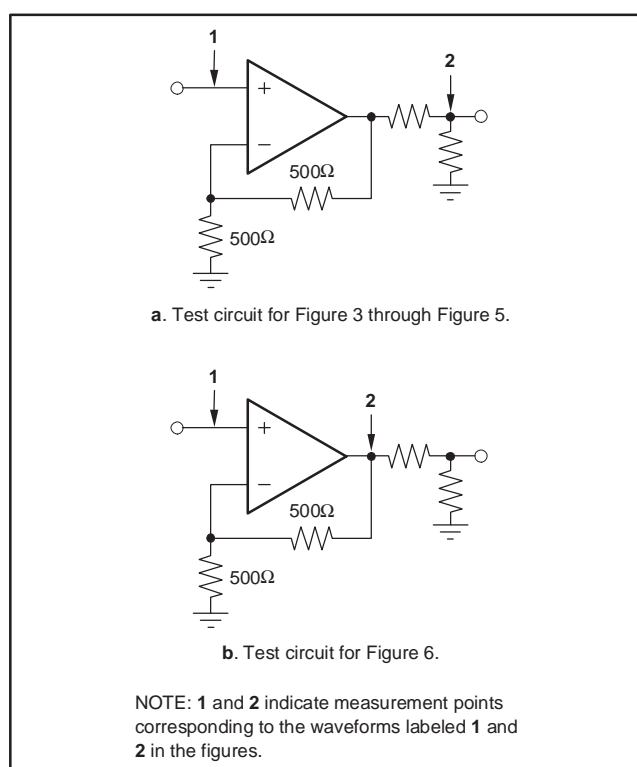 1
2
+
−
500Ω
500Ω
a. Test circuit for Figure 3 through Figure 5.
1
2
+
−
500Ω
500Ω
b. Test circuit for Figure 6.
NOTE: 1 and 2 indicate measurement points
corresponding to the waveforms labeled 1 and
2 in the figures.